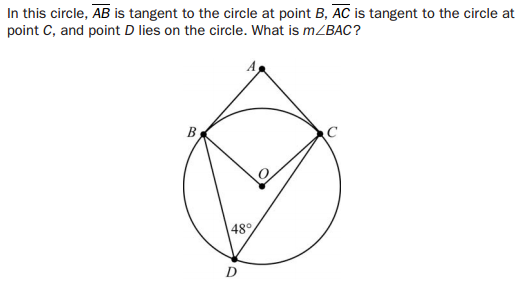 In this circle, AB is tangent to the circle at point B, AC is tangent to the circle at
point C, and point D lies on the circle. What is m∠BAC?
A
B
C
O
48°
D